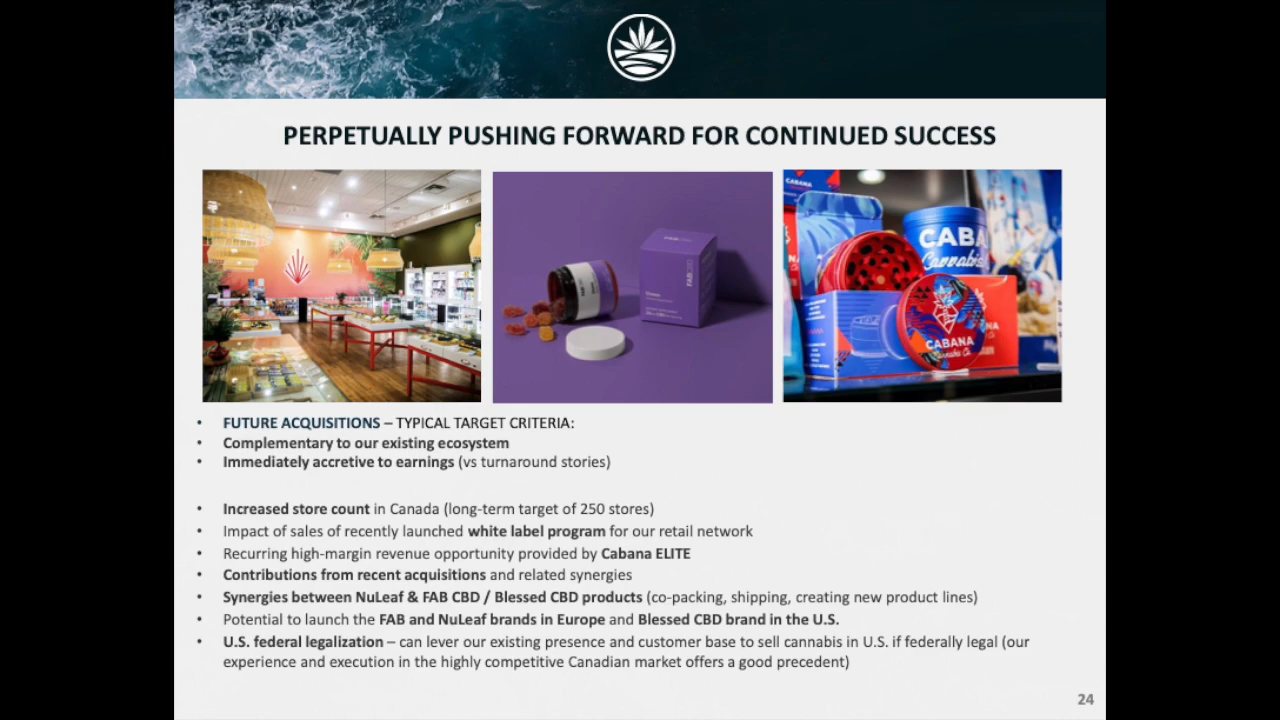 PERPETUALLY PUSHING FORWARD FOR CONTINUED SUCCESS
FABCBD
FAB
CABANA
CABA
Cannabis
CABANA
Cannabis Co.
• FUTURE ACQUISITIONS – TYPICAL TARGET CRITERIA:
• Complementary to our existing ecosystem
• Immediately accretive to earnings (vs turnaround stories)
• Increased store count in Canada (long-term target of 250 stores)
• Impact of sales of recently launched white label program for our retail network
• Recurring high-margin revenue opportunity provided by Cabana ELITE
• Contributions from recent acquisitions and related synergies
• Synergies between NuLeaf & FAB CBD / Blessed CBD products (co-packing, shipping, creating new product lines)
• Potential to launch the FAB and NuLeaf brands in Europe and Blessed CBD brand in the U.S.
• U.S. federal legalization – can lever our existing presence and customer base to sell cannabis in U.S. if federally legal (our
experience and execution in the highly competitive Canadian market offers a good precedent)
24